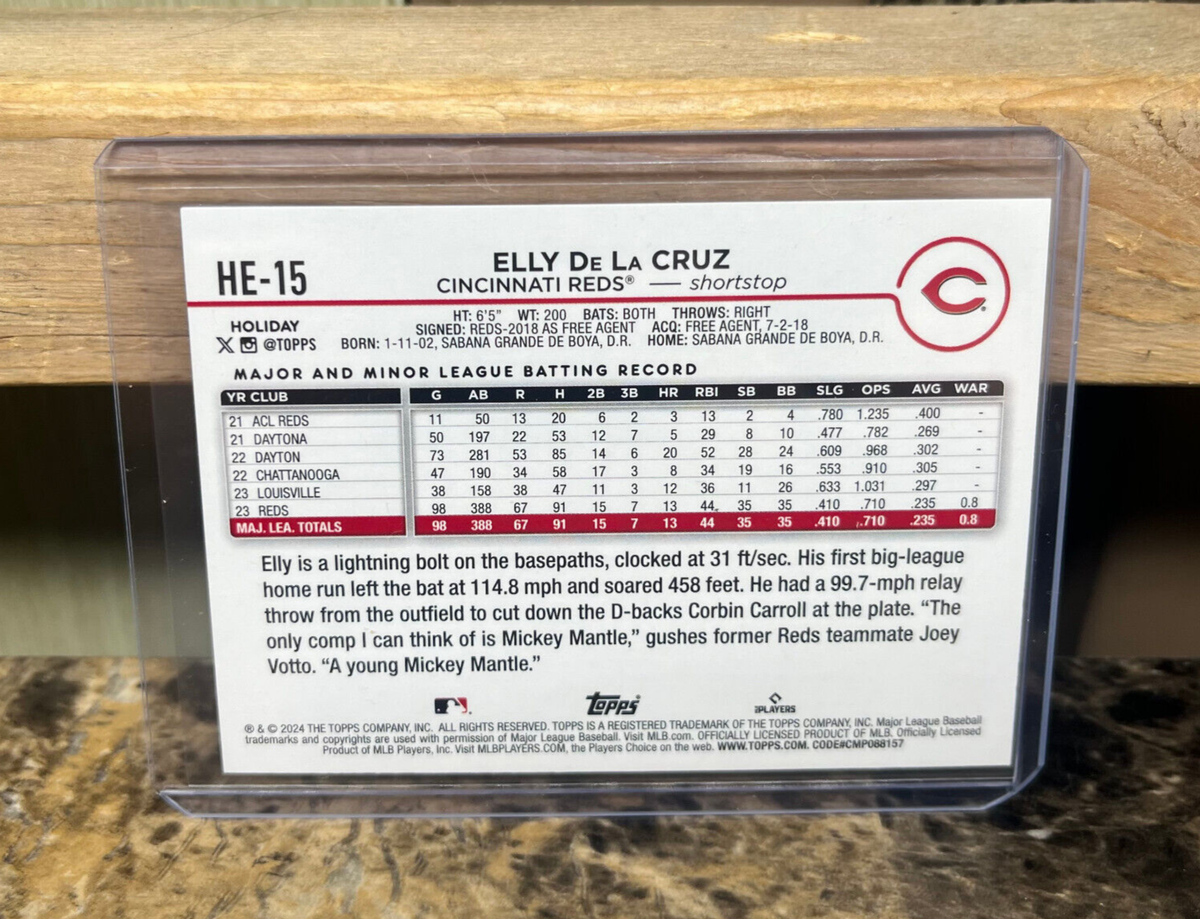 HE-15
ELLY DE LA CRUZ
CINCINNATI REDS® — shortstop
HT: 6'5" WT: 200 BATS: BOTH THROWS: RIGHT
HOLIDAY
SIGNED: REDS-2018 AS FREE AGENT ACQ: FREE AGENT, 7-2-18
@TOPPS BORN: 1-11-02, SABANA GRANDE DE BOYA, D.R. HOME: SABANA GRANDE DE BOYA, D.R.
MAJOR AND MINOR LEAGUE BATTING RECORD
YR CLUB G AB R H 2B 3B HR RBI SB BB SLG OPS AVG WAR
21 ACL REDS 11 50 13 20 6 2 3 13 2 4 .780 1.235 .400 -
21 DAYTONA 50 197 22 53 12 7 5 29 8 10 .477 .782 .269 -
22 DAYTON 73 281 53 85 14 6 20 52 28 24 .609 .968 .302 -
22 CHATTANOOGA 47 190 34 58 17 3 8 34 19 16 .553 .910 .305 -
23 LOUISVILLE 38 158 38 47 11 3 12 36 11 26 .633 1.031 .297 -
23 REDS 98 388 67 91 15 7 13 44 35 35 .410 .710 .235 0.8
MAJ. LEA. TOTALS 98 388 67 91 15 7 13 44 35 35 .410 .710 .235 0.8
Elly is a lightning bolt on the basepaths, clocked at 31 ft/sec. His first big-league
home run left the bat at 114.8 mph and soared 458 feet. He had a 99.7-mph relay
throw from the outfield to cut down the D-backs Corbin Carroll at the plate. “The
only comp I can think of is Mickey Mantle,” gushes former Reds teammate Joey
Votto. “A young Mickey Mantle.”
Topps
PLAYERS
® & © 2024 THE TOPPS COMPANY, INC. ALL RIGHTS RESERVED. TOPPS IS A REGISTERED TRADEMARK OF THE TOPPS COMPANY, INC. Major League Baseball
trademarks and copyrights are used with permission of Major League Baseball. Visit MLB.com. OFFICIALLY LICENSED PRODUCT OF MLB. Officially Licensed
Product of MLB Players, Inc. Visit MLBPLAYERS.COM, the Players Choice on the web. WWW.TOPPS.COM. CODE#CMP088157